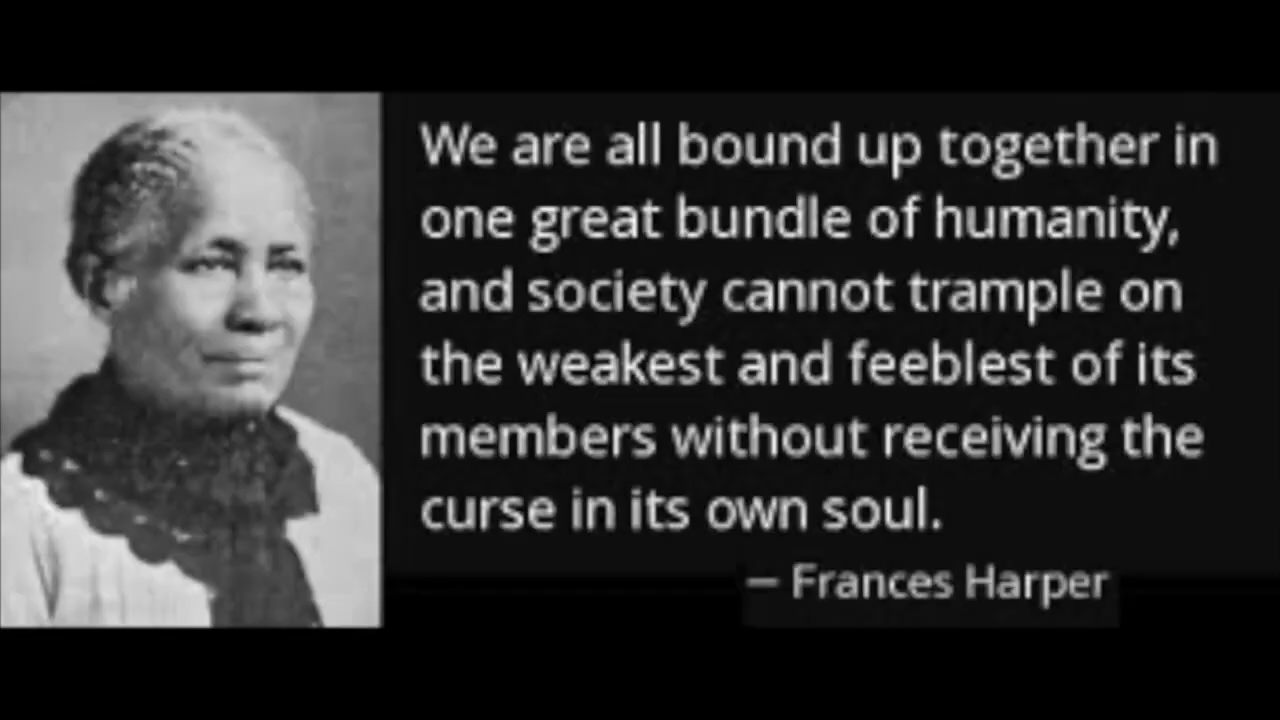 We are all bound up together in
one great bundle of humanity,
and society cannot trample on
the weakest and feeblest of its
members without receiving the
curse in its own soul.
— Frances Harper